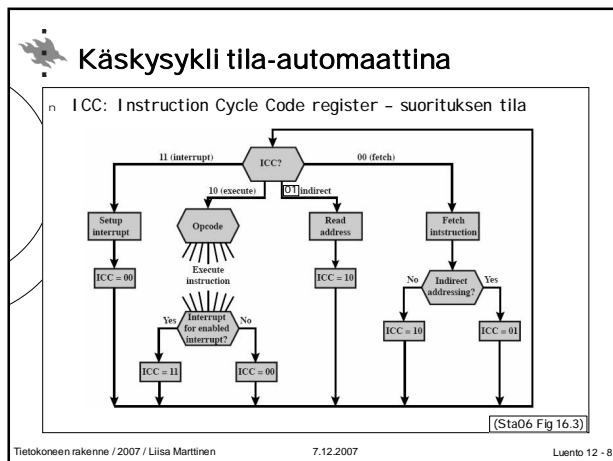 Käskysykli tila-automaattina
n ICC: Instruction Cycle Code register – suorituksen tila
ICC?
11 (interrupt)
00 (fetch)
10 (execute)
01 indirect
Setup
interrupt
Opcode
Read
address
Fetch
intstruction
ICC = 00
Execute
instruction
ICC = 10
No
Indirect
addressing?
Yes
Yes
Interrupt
for enabled
interrupt?
No
ICC = 10
ICC = 01
ICC = 11
ICC = 00
(Sta06 Fig 16.3)
Tietokoneen rakenne / 2007 / Liisa Marttinen 7.12.2007 Luento 12 - 8